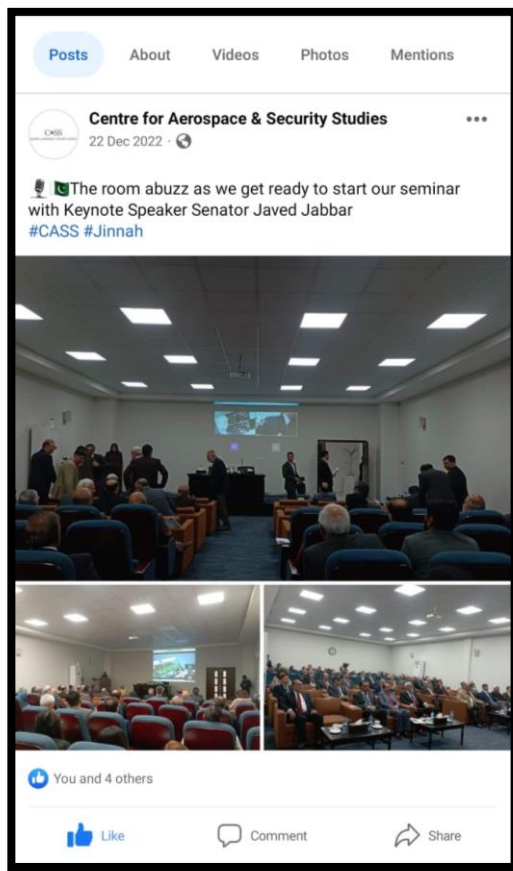 Posts About Videos Photos Mentions
CASS
Centre for Aerospace & Security Studies
22 Dec 2022
The room abuzz as we get ready to start our seminar
with Keynote Speaker Senator Javed Jabbar
#CASS #Jinnah
You and 4 others
Like Comment Share